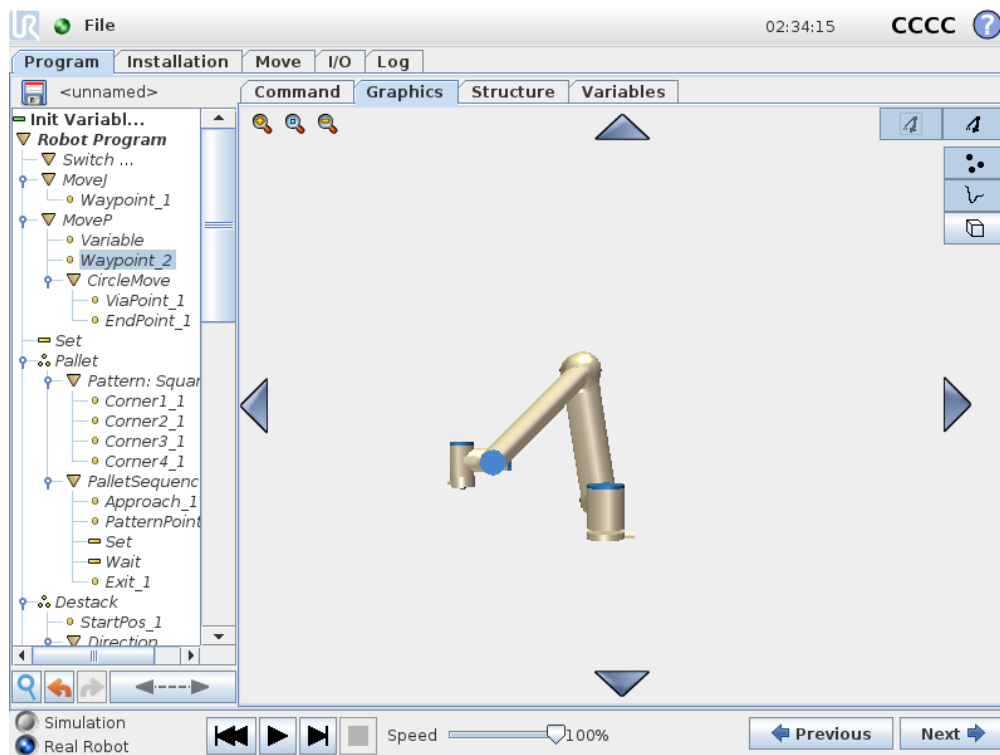 UR File 02:34:15 CCCC ?
Program Installation Move I/O Log
<unnamed> Command Graphics Structure Variables
Init Variabl...
Robot Program
Switch ...
MoveJ
Waypoint_1
MoveP
Variable
Waypoint_2
CircleMove
ViaPoint_1
EndPoint_1
Set
Pallet
Pattern: Squar
Corner1_1
Corner2_1
Corner3_1
Corner4_1
PalletSequenc
Approach_1
PatternPoint
Set
Wait
Exit_1
Destack
StartPos_1
Direction
Simulation
Real Robot
Speed 100% Previous Next